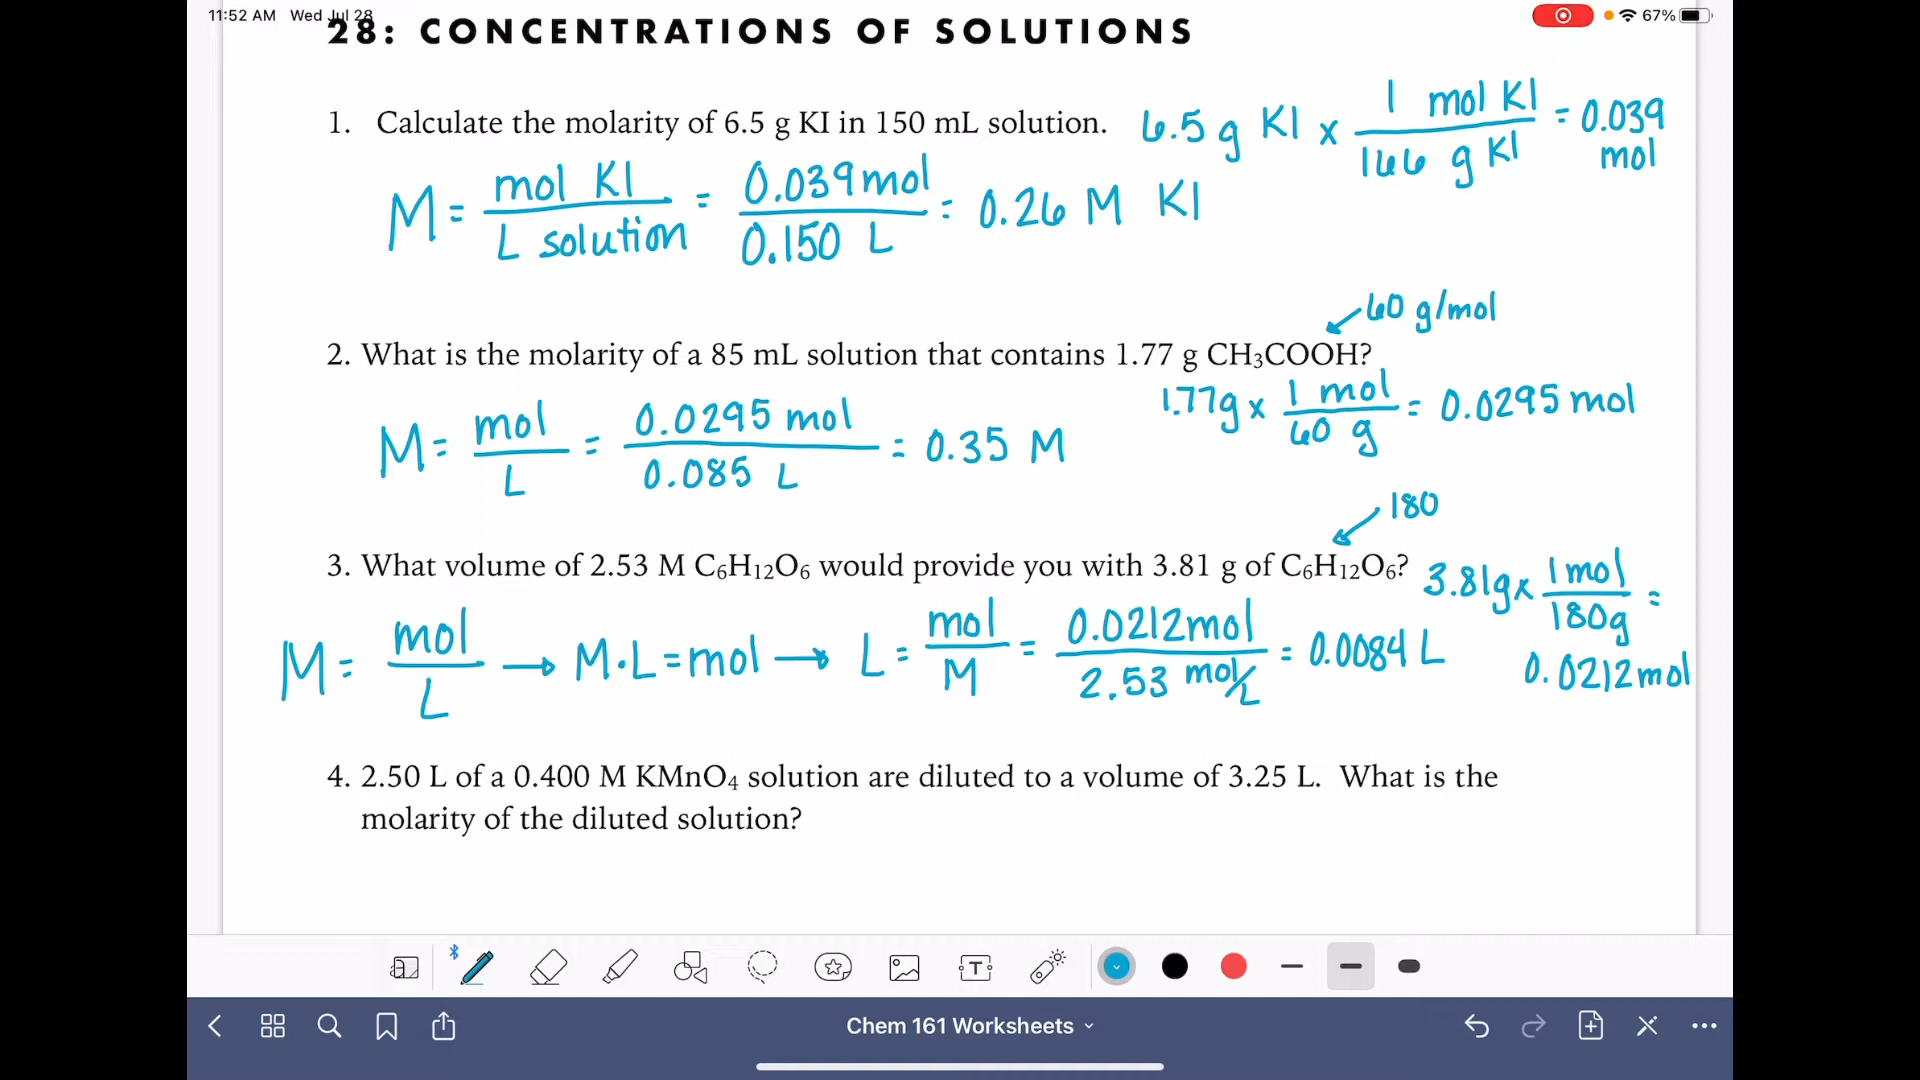 11:52 AM Wed Jul 28
67%
28: CONCENTRATIONS OF SOLUTIONS
1. Calculate the molarity of 6.5 g KI in 150 mL solution.
6.5 g KI x 1 mol KI / 166 g KI = 0.039 mol
M = mol KI / L solution = 0.039 mol / 0.150 L = 0.26 M KI
60 g/mol
2. What is the molarity of a 85 mL solution that contains 1.77 g CH₃COOH?
1.77g x 1 mol / 60 g = 0.0295 mol
M = mol / L = 0.0295 mol / 0.085 L = 0.35 M
180
3. What volume of 2.53 M C₆H₁₂O₆ would provide you with 3.81 g of C₆H₁₂O₆?
3.81g x 1 mol / 180g = 0.0212 mol
M = mol / L → M·L = mol → L = mol / M = 0.0212 mol / 2.53 mol/L = 0.0084 L
4. 2.50 L of a 0.400 M KMnO₄ solution are diluted to a volume of 3.25 L. What is the
molarity of the diluted solution?
Chem 161 Worksheets